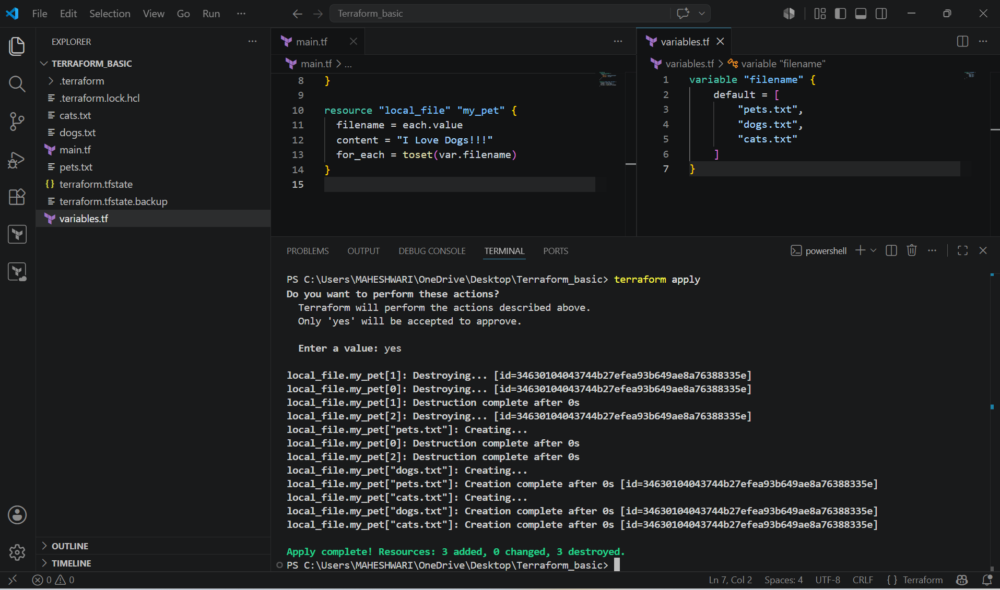 File Edit Selection View Go Run ... Terraform_basic
EXPLORER ...
TERRAFORM_BASIC
.terraform
.terraform.lock.hcl
cats.txt
dogs.txt
main.tf
pets.txt
terraform.tfstate
terraform.tfstate.backup
variables.tf
OUTLINE
TIMELINE
main.tf ...
main.tf > ...
8 }
9
10 resource "local_file" "my_pet" {
11 filename = each.value
12 content = "I Love Dogs!!!"
13 for_each = toset(var.filename)
14 }
15
variables.tf ...
variables.tf > variable "filename"
1 variable "filename" {
2 default = [
3 "pets.txt",
4 "dogs.txt",
5 "cats.txt"
6 ]
7 }
PROBLEMS OUTPUT DEBUG CONSOLE TERMINAL PORTS powershell ...
PS C:\Users\MAHESHWARI\OneDrive\Desktop\Terraform_basic> terraform apply
Do you want to perform these actions?
Terraform will perform the actions described above.
Only 'yes' will be accepted to approve.
Enter a value: yes
local_file.my_pet[1]: Destroying... [id=34630104043744b27efea93b649ae8a76388335e]
local_file.my_pet[0]: Destroying... [id=34630104043744b27efea93b649ae8a76388335e]
local_file.my_pet[1]: Destruction complete after 0s
local_file.my_pet[2]: Destroying... [id=34630104043744b27efea93b649ae8a76388335e]
local_file.my_pet["pets.txt"]: Creating...
local_file.my_pet[0]: Destruction complete after 0s
local_file.my_pet[2]: Destruction complete after 0s
local_file.my_pet["dogs.txt"]: Creating...
local_file.my_pet["pets.txt"]: Creation complete after 0s [id=34630104043744b27efea93b649ae8a76388335e]
local_file.my_pet["cats.txt"]: Creating...
local_file.my_pet["dogs.txt"]: Creation complete after 0s [id=34630104043744b27efea93b649ae8a76388335e]
local_file.my_pet["cats.txt"]: Creation complete after 0s [id=34630104043744b27efea93b649ae8a76388335e]
Apply complete! Resources: 3 added, 0 changed, 3 destroyed.
PS C:\Users\MAHESHWARI\OneDrive\Desktop\Terraform_basic>
0 0 Ln 7, Col 2 Spaces: 4 UTF-8 CRLF { } Terraform